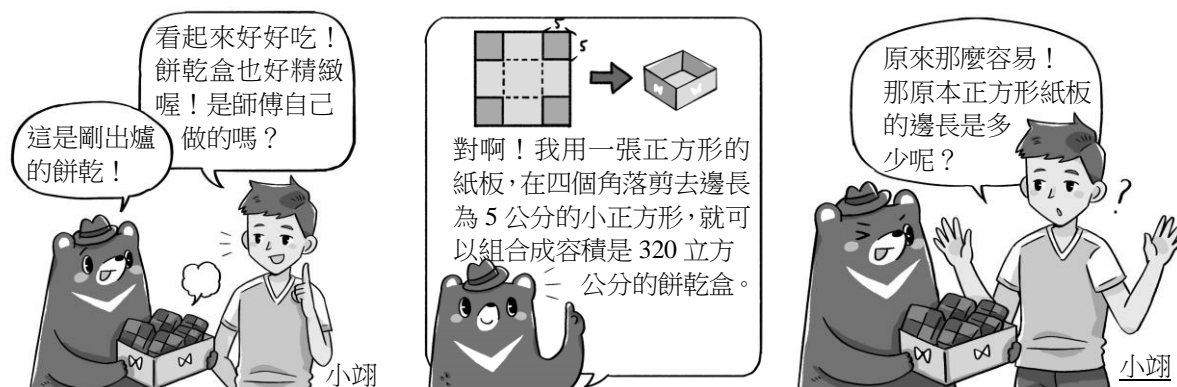 這是剛出爐
的餅乾！
看起來好好吃！
餅乾盒也好精緻
喔！是師傅自己
做的嗎？
小翊
5
5
對啊！我用一張正方形的
紙板，在四個角落剪去邊長
為 5 公分的小正方形，就可
以組合成容積是 320 立方
公分的餅乾盒。
原來那麼容易！
那原本正方形紙板
的邊長是多
少呢？
?
小翊